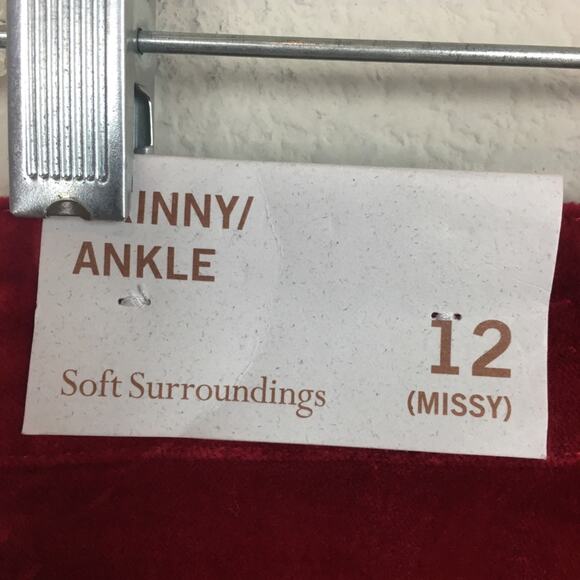 INNY/
ANKLE
12
Soft Surroundings
(MISSY)